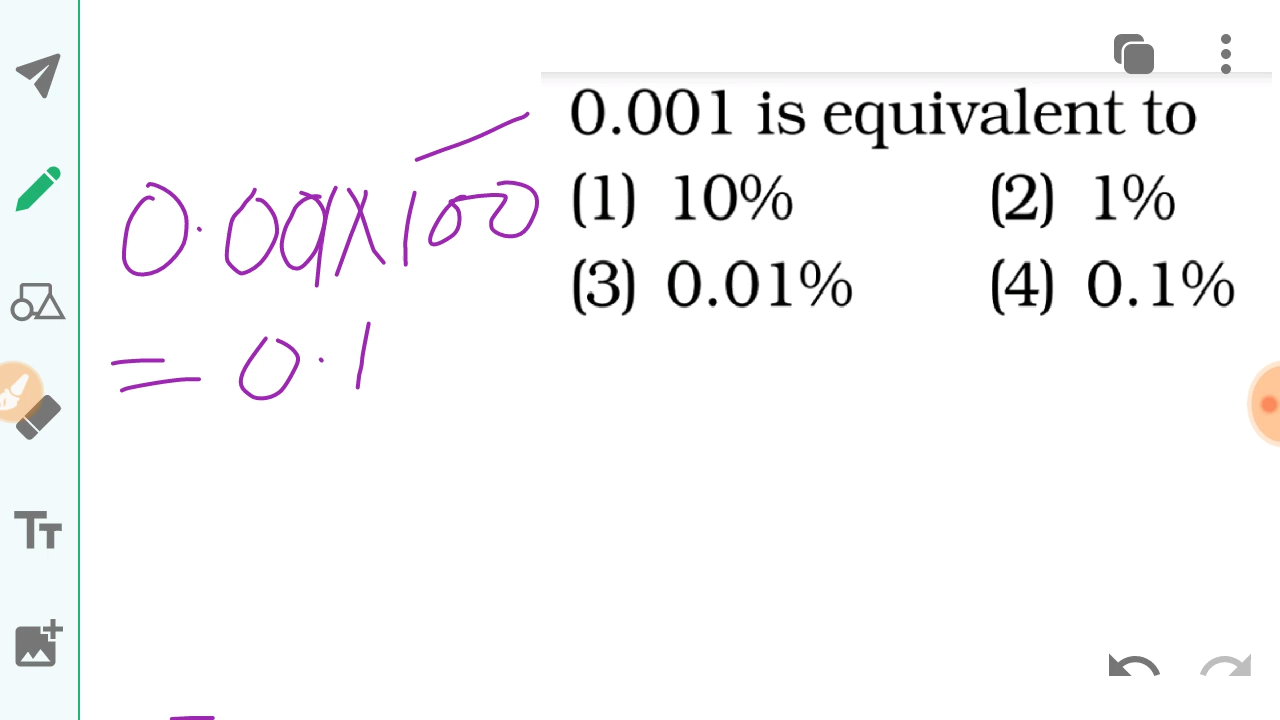 0.001 is equivalent to
(1) 10% (2) 1%
(3) 0.01% (4) 0.1%
0.001×100
= 0.1
TT